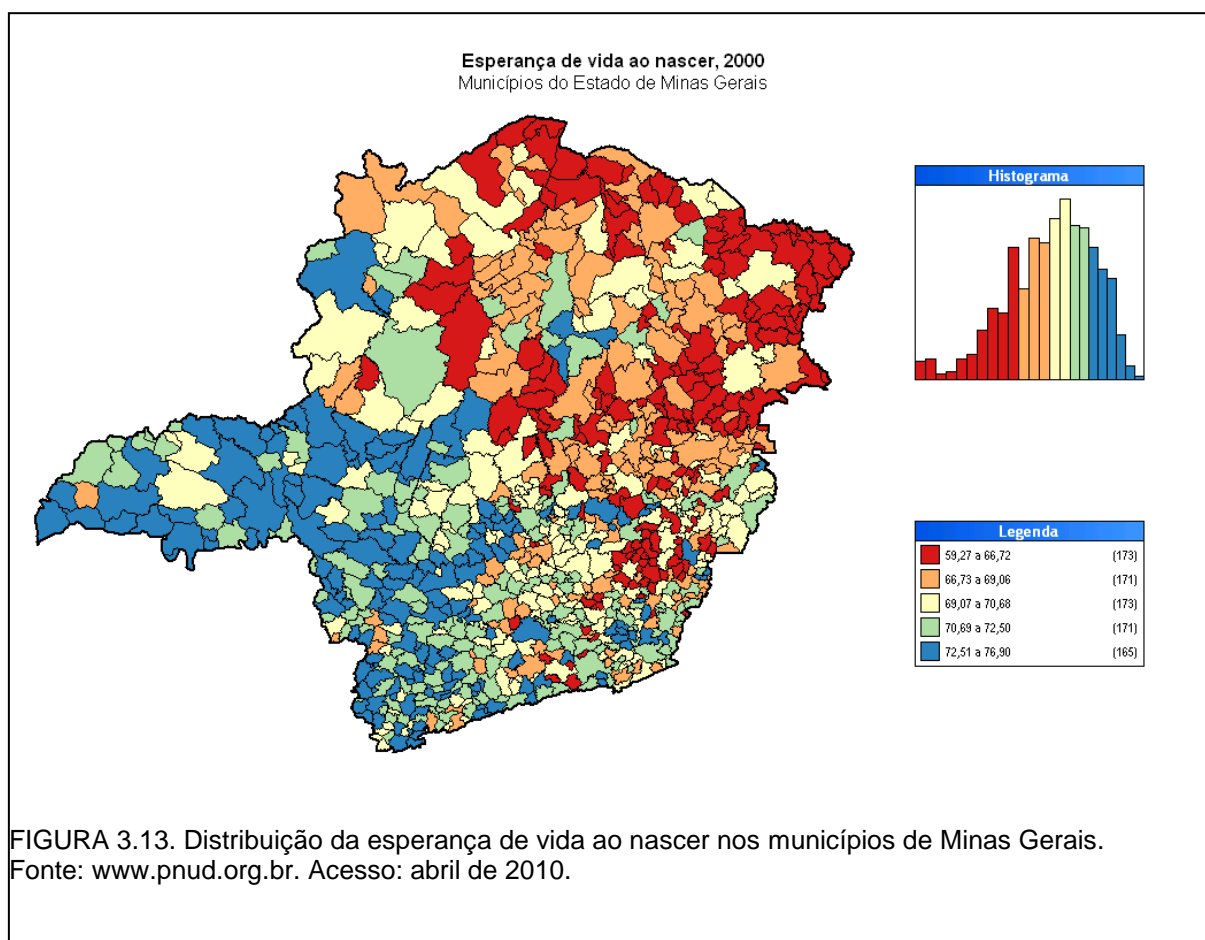 Esperança de vida ao nascer, 2000
Municípios do Estado de Minas Gerais
Histograma
Legenda
59,27 a 66,72 (173)
66,73 a 69,06 (171)
69,07 a 70,68 (173)
70,69 a 72,50 (171)
72,51 a 76,90 (165)
FIGURA 3.13. Distribuição da esperança de vida ao nascer nos municípios de Minas Gerais.
Fonte: www.pnud.org.br. Acesso: abril de 2010.